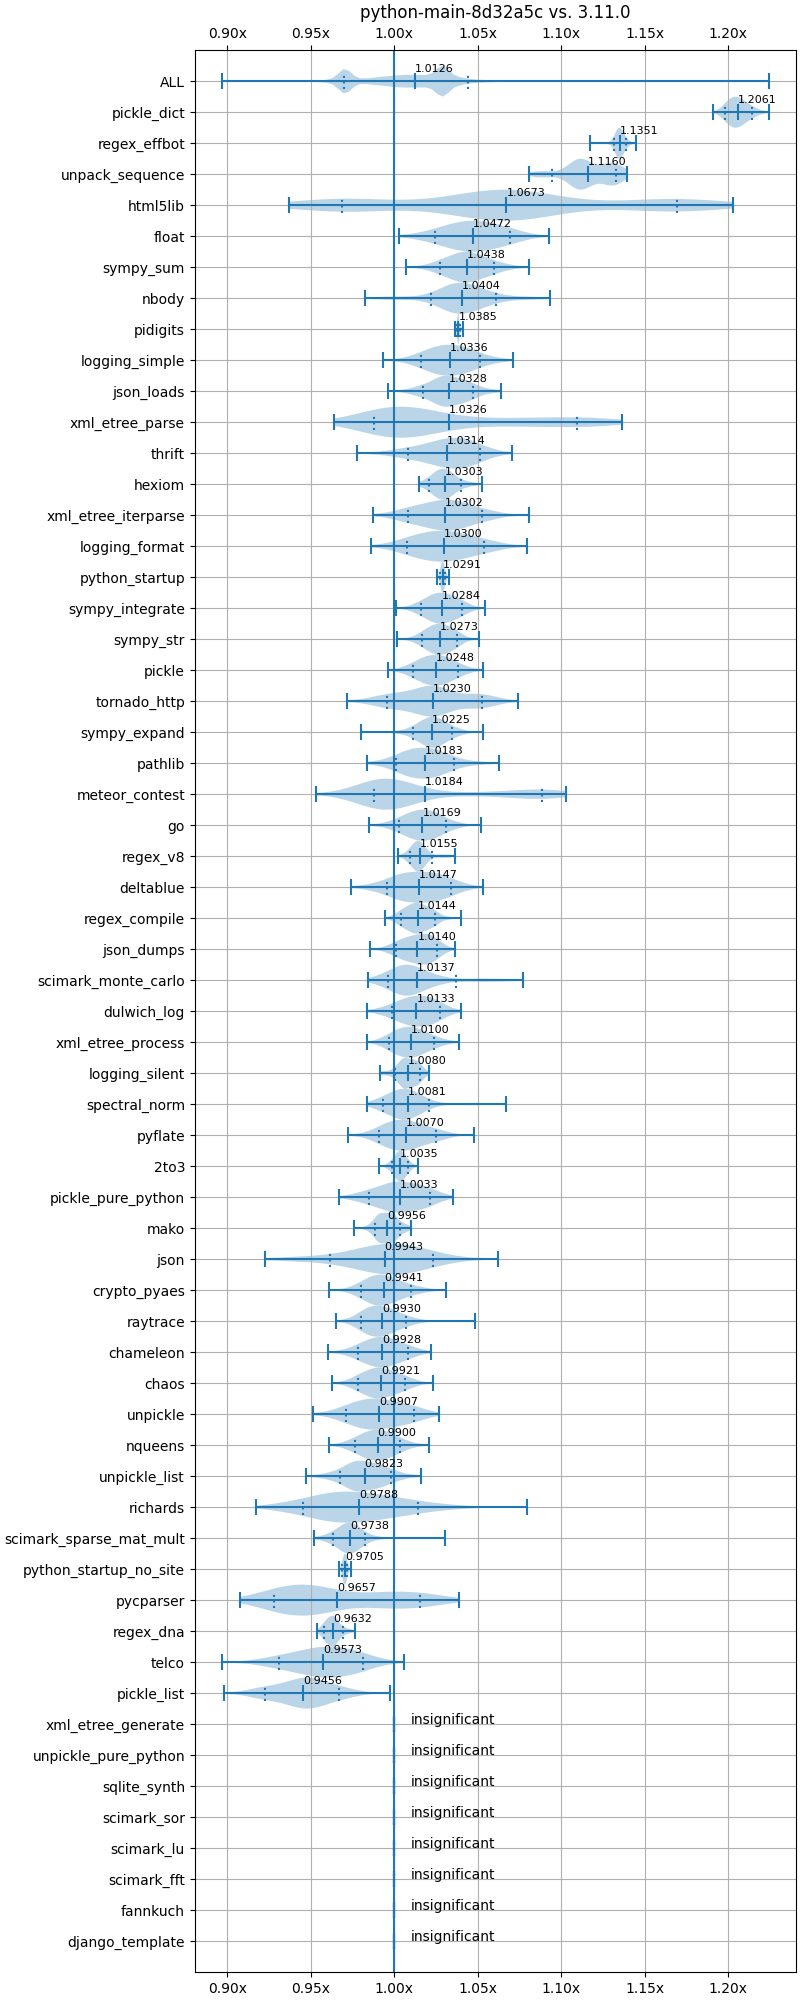 python-main-8d32a5c vs. 3.11.0
0.90x 0.95x 1.00x 1.05x 1.10x 1.15x 1.20x
ALL 1.0126
pickle_dict 1.2061
regex_effbot 1.1351
unpack_sequence 1.1160
html5lib 1.0673
float 1.0472
sympy_sum 1.0438
nbody 1.0404
pidigits 1.0385
logging_simple 1.0336
json_loads 1.0328
xml_etree_parse 1.0326
thrift 1.0314
hexiom 1.0303
xml_etree_iterparse 1.0302
logging_format 1.0300
python_startup 1.0291
sympy_integrate 1.0284
sympy_str 1.0273
pickle 1.0248
tornado_http 1.0230
sympy_expand 1.0225
pathlib 1.0183
meteor_contest 1.0184
go 1.0169
regex_v8 1.0155
deltablue 1.0147
regex_compile 1.0144
json_dumps 1.0140
scimark_monte_carlo 1.0137
dulwich_log 1.0133
xml_etree_process 1.0100
logging_silent 1.0080
spectral_norm 1.0081
pyflate 1.0070
2to3 1.0035
pickle_pure_python 1.0033
mako 0.9956
json 0.9943
crypto_pyaes 0.9941
raytrace 0.9930
chameleon 0.9928
chaos 0.9921
unpickle 0.9907
nqueens 0.9900
unpickle_list 0.9823
richards 0.9788
scimark_sparse_mat_mult 0.9738
python_startup_no_site 0.9705
pycparser 0.9657
regex_dna 0.9632
telco 0.9573
pickle_list 0.9456
xml_etree_generate insignificant
unpickle_pure_python insignificant
sqlite_synth insignificant
scimark_sor insignificant
scimark_lu insignificant
scimark_fft insignificant
fannkuch insignificant
django_template insignificant
0.90x 0.95x 1.00x 1.05x 1.10x 1.15x 1.20x